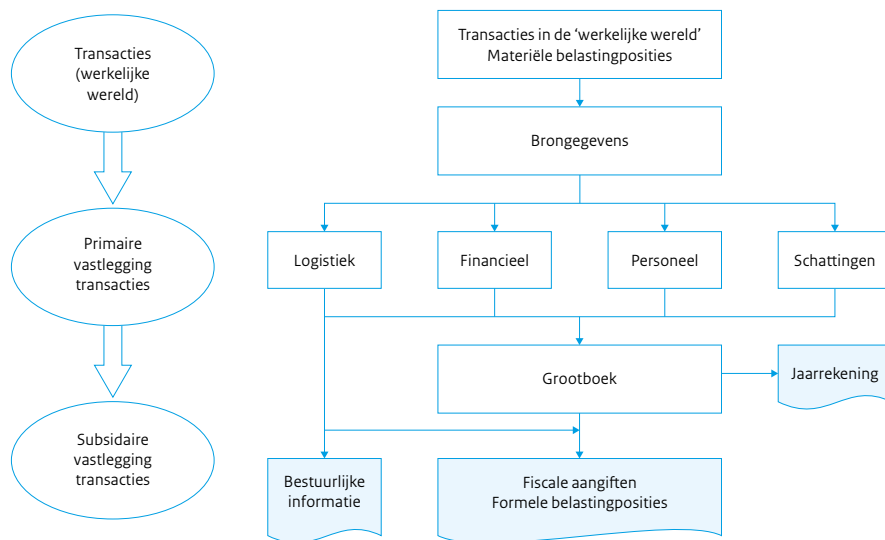 Transacties
(werkelijke
wereld)
Transacties in de ‘werkelijke wereld’
Materiële belastingposities
Brongegevens
Primaire
vastlegging
transacties
Logistiek
Financieel
Personeel
Schattingen
Grootboek
Jaarrekening
Subsidaire
vastlegging
transacties
Bestuurlijke
informatie
Fiscale aangiften
Formele belastingposities